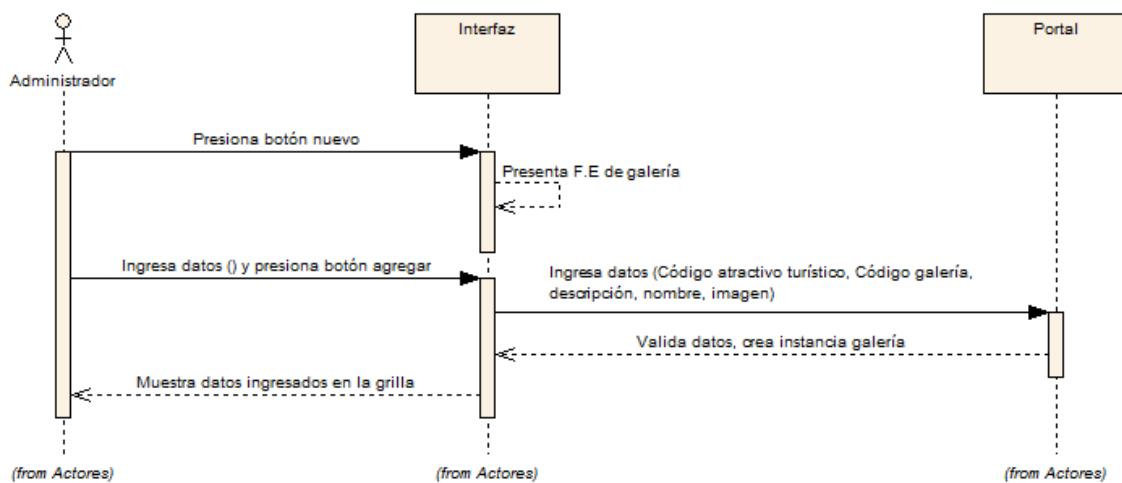 Interfaz
Portal
Administrador
Presiona botón nuevo
Presenta F.E de galería
Ingresa datos () y presiona botón agregar
Ingresa datos (Código atractivo turístico, Código galería,
descripción, nombre, imagen)
Valida datos, crea instancia galería
Muestra datos ingresados en la grilla
(from Actores)
(from Actores)
(from Actores)